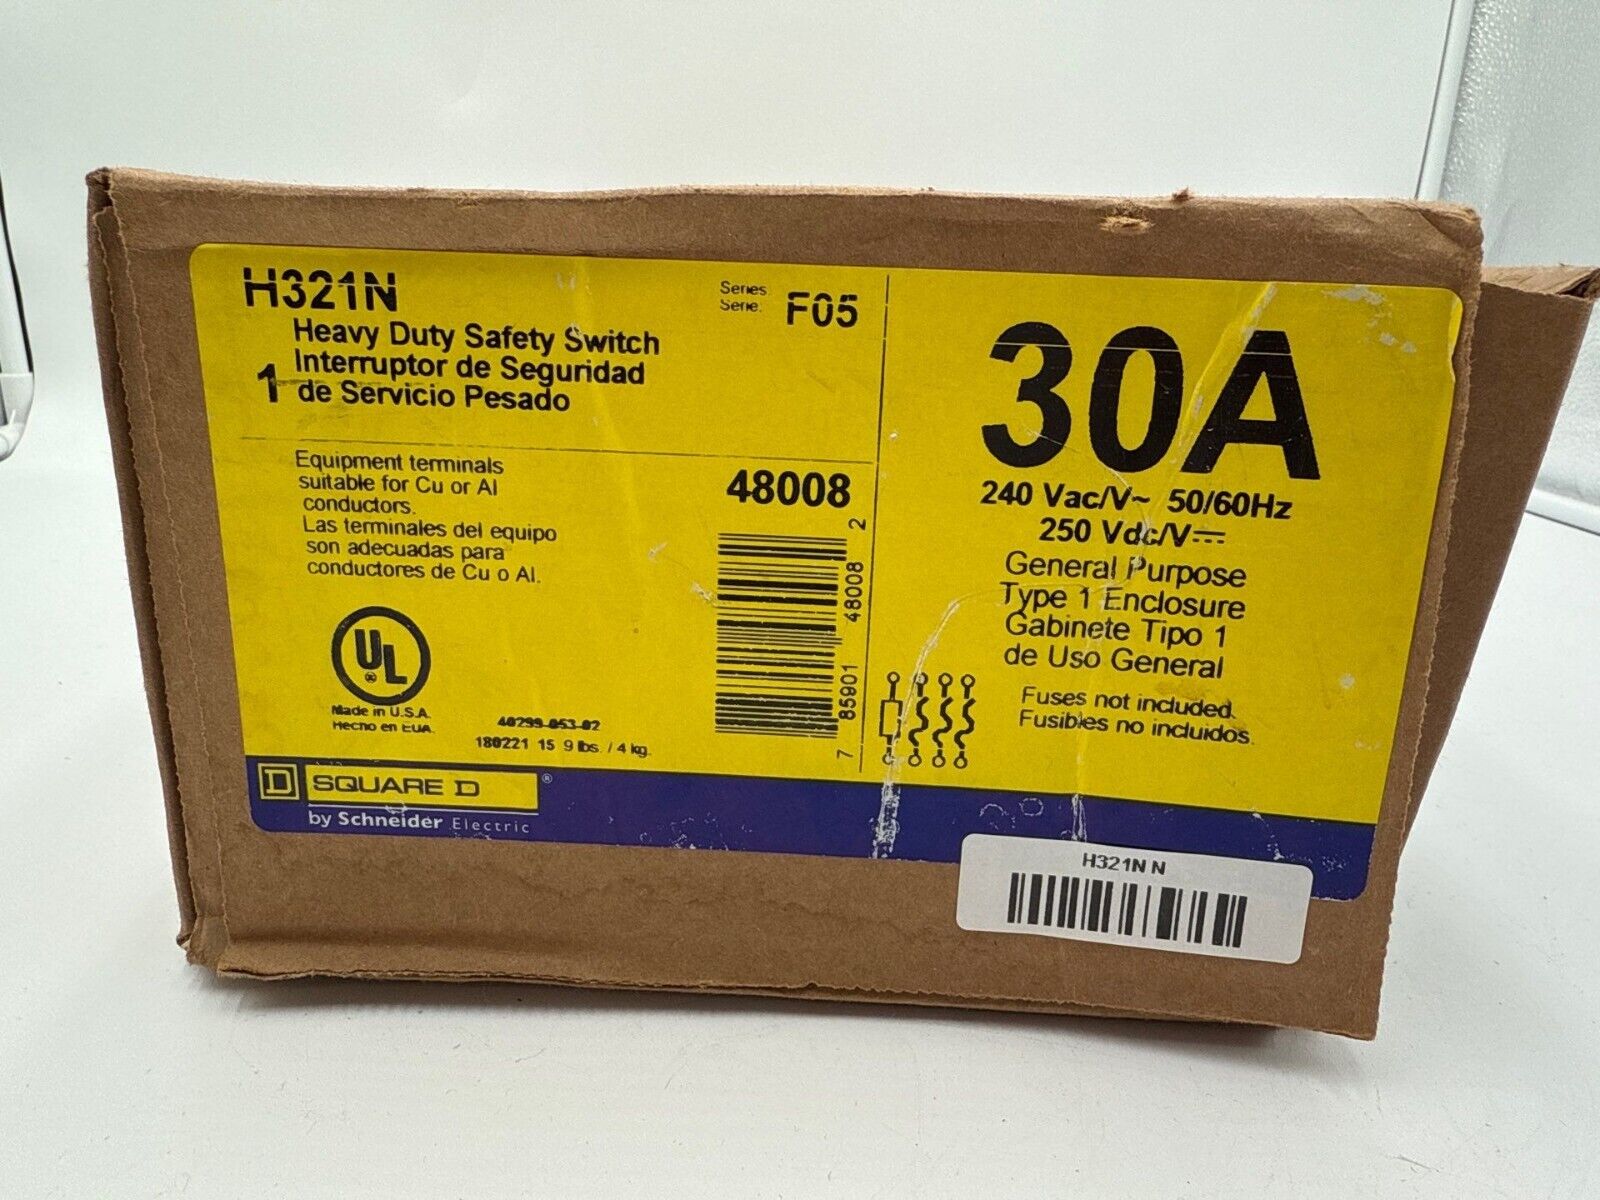 H321N
Series:
Serie:
F05
Heavy Duty Safety Switch
Interruptor de Seguridad
1 de Servicio Pesado
Equipment terminals
suitable for Cu or Al
conductors.
Las terminales del equipo
son adecuadas para
conductores de Cu o Al.
48008
7 85901 48008 2
UL
®
Made in U.S.A.
Hecho en EUA.
40299-053-02
180221 15 9 lbs. / 4 kg.
30A
240 Vac/V~ 50/60Hz
250 Vdc/V⎓
General Purpose
Type 1 Enclosure
Gabinete Tipo 1
de Uso General
Fuses not included.
Fusibles no incluidos.
D SQUARE D ®
by Schneider Electric
H321N N